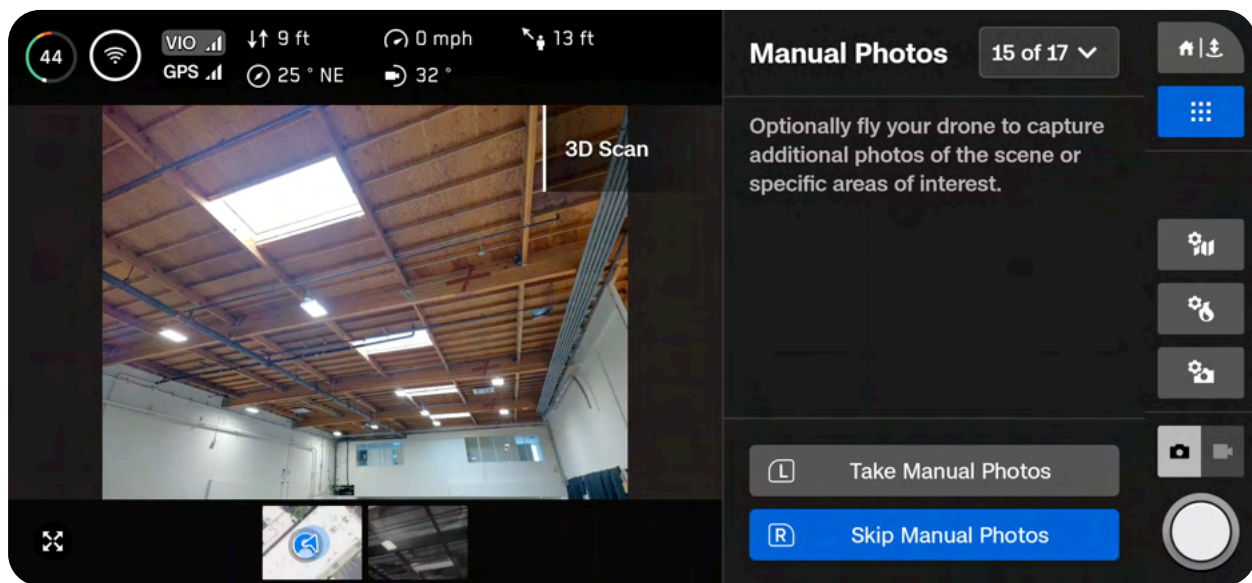 44
VIO
GPS
9 ft
0 mph
13 ft
25 ° NE
32 °
3D Scan
Manual Photos
15 of 17
Optionally fly your drone to capture
additional photos of the scene or
specific areas of interest.
L Take Manual Photos
R Skip Manual Photos